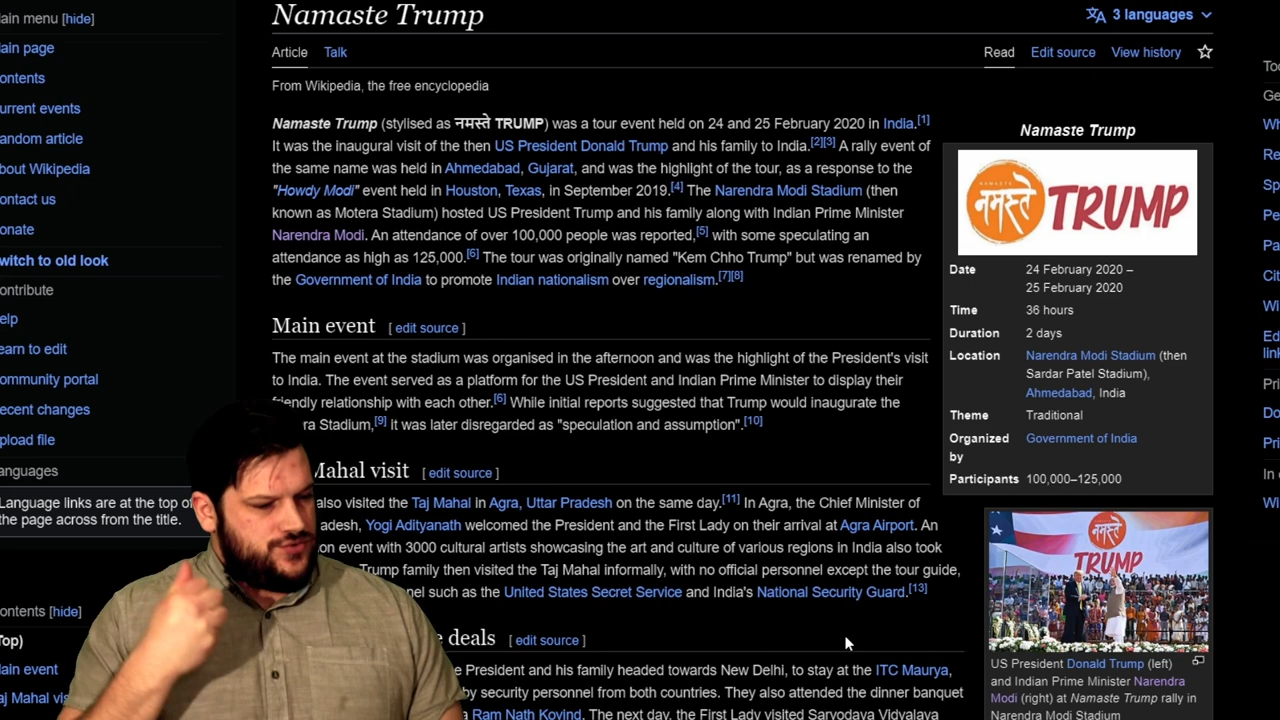 ain menu [hide]
ain page
ontents
urrent events
andom article
bout Wikipedia
ontact us
onate
witch to old look
ontribute
elp
earn to edit
ommunity portal
ecent changes
pload file
anguages
Language links are at the top of
the page across from the title.
ontents [hide]
Top)
ain event
aj Mahal vis
Namaste Trump
3 languages
Article Talk
Read Edit source View history
From Wikipedia, the free encyclopedia
Namaste Trump (stylised as नमस्ते TRUMP) was a tour event held on 24 and 25 February 2020 in India.[1]
It was the inaugural visit of the then US President Donald Trump and his family to India.[2][3] A rally event of
the same name was held in Ahmedabad, Gujarat, and was the highlight of the tour, as a response to the
"Howdy Modi" event held in Houston, Texas, in September 2019.[4] The Narendra Modi Stadium (then
known as Motera Stadium) hosted US President Trump and his family along with Indian Prime Minister
Narendra Modi. An attendance of over 100,000 people was reported,[5] with some speculating an
attendance as high as 125,000.[6] The tour was originally named "Kem Chho Trump" but was renamed by
the Government of India to promote Indian nationalism over regionalism.[7][8]
Main event [ edit source ]
The main event at the stadium was organised in the afternoon and was the highlight of the President's visit
to India. The event served as a platform for the US President and Indian Prime Minister to display their
friendly relationship with each other.[6] While initial reports suggested that Trump would inaugurate the
ra Stadium,[9] it was later disregarded as "speculation and assumption".[10]
Mahal visit [ edit source ]
also visited the Taj Mahal in Agra, Uttar Pradesh on the same day.[11] In Agra, the Chief Minister of
adesh, Yogi Adityanath welcomed the President and the First Lady on their arrival at Agra Airport. An
on event with 3000 cultural artists showcasing the art and culture of various regions in India also took
Trump family then visited the Taj Mahal informally, with no official personnel except the tour guide,
nel such as the United States Secret Service and India's National Security Guard.[13]
e deals [ edit source ]
e President and his family headed towards New Delhi, to stay at the ITC Maurya,
by security personnel from both countries. They also attended the dinner banquet
a Ram Nath Kovind. The next day, the First Lady visited Sarvodaya Vidyalaya
Namaste Trump
NAMASTE
नमस्ते TRUMP
Date 24 February 2020 –
25 February 2020
Time 36 hours
Duration 2 days
Location Narendra Modi Stadium (then
Sardar Patel Stadium),
Ahmedabad, India
Theme Traditional
Organized Government of India
by
Participants 100,000–125,000
नमस्ते
TRUMP
US President Donald Trump (left)
and Indian Prime Minister Narendra
Modi (right) at Namaste Trump rally in
Narendra Modi Stadium
Too
Ge
Wh
Re
Sp
Pe
Pa
Cit
Wi
Ed
link
Pri
Do
Pri
In o
Wi